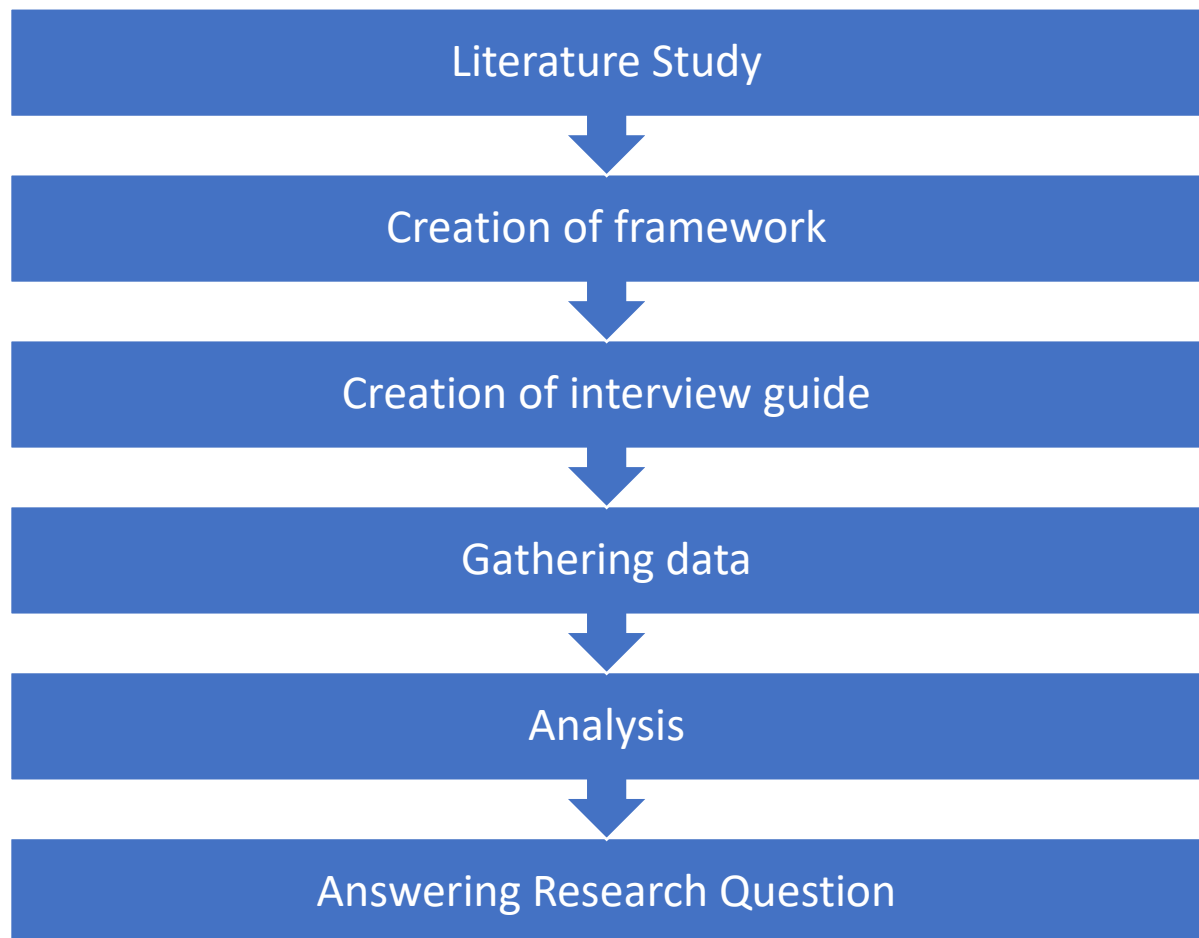 Literature Study
Creation of framework
Creation of interview guide
Gathering data
Analysis
Answering Research Question